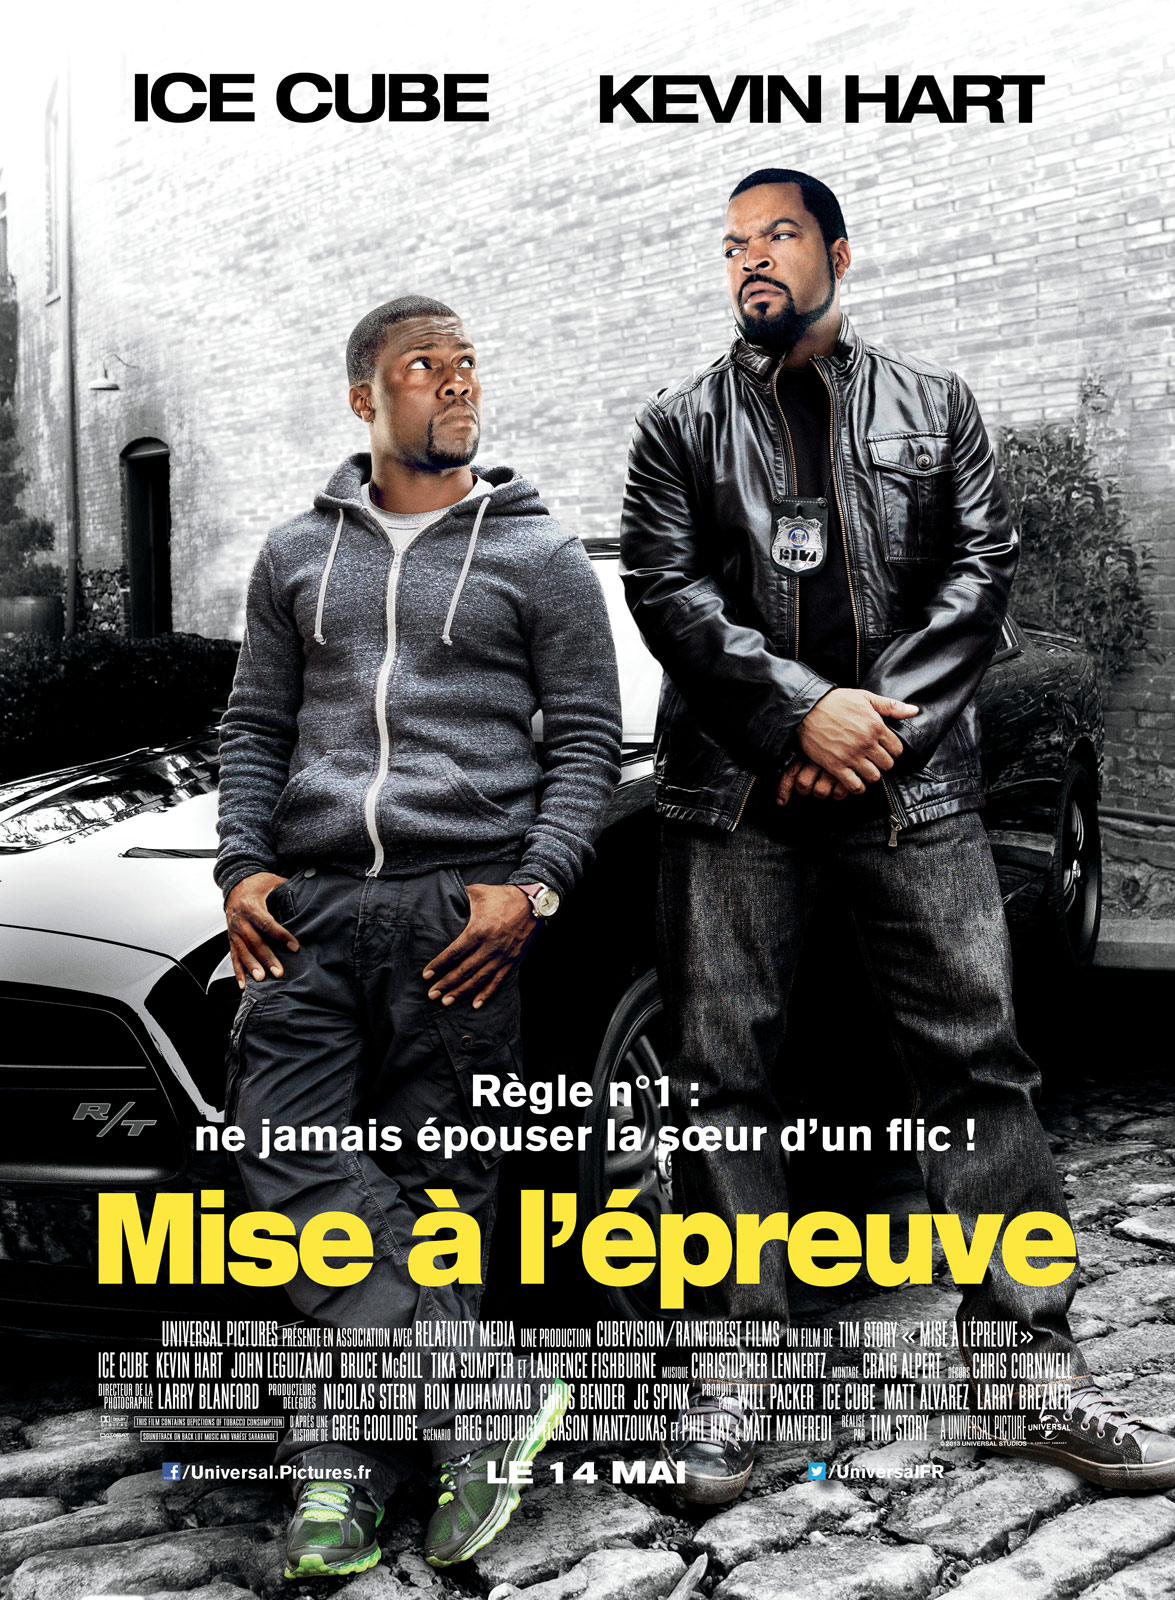 ICE CUBE KEVIN HART
917
R/T
Règle n°1 :
ne jamais épouser la sœur d'un flic !
Mise à l'épreuve
UNIVERSAL PICTURES PRÉSENTE EN ASSOCIATION AVEC RELATIVITY MEDIA UNE PRODUCTION CUBEVISION/RAINFOREST FILMS UN FILM DE TIM STORY « MISE À L'ÉPREUVE »
ICE CUBE KEVIN HART JOHN LEGUIZAMO BRUCE McGILL TIKA SUMPTER ET LAURENCE FISHBURNE MUSIQUE CHRISTOPHER LENNERTZ MONTAGE CRAIG ALPERT DÉCORS CHRIS CORNWELL
DIRECTEUR DE LA PHOTOGRAPHIE LARRY BLANFORD PRODUCTEURS DÉLÉGUÉS NICOLAS STERN RON MUHAMMAD CHRIS BENDER JC SPINK PRODUIT PAR WILL PACKER ICE CUBE MATT ALVAREZ LARRY BREZNER
DOLBY DIGITAL THIS FILM CONTAINS DEPICTIONS OF TOBACCO CONSUMPTION D'APRÈS UNE HISTOIRE DE GREG COOLIDGE SCÉNARIO GREG COOLIDGE ET JASON MANTZOUKAS ET PHIL HAY & MATT MANFREDI RÉALISÉ PAR TIM STORY A UNIVERSAL PICTURE UNIVERSAL
DATASAT SOUNDTRACK ON BACK LOT MUSIC AND VARÈSE SARABANDE ©2013 UNIVERSAL STUDIOS
f /Universal.Pictures.fr LE 14 MAI /UniversalFR